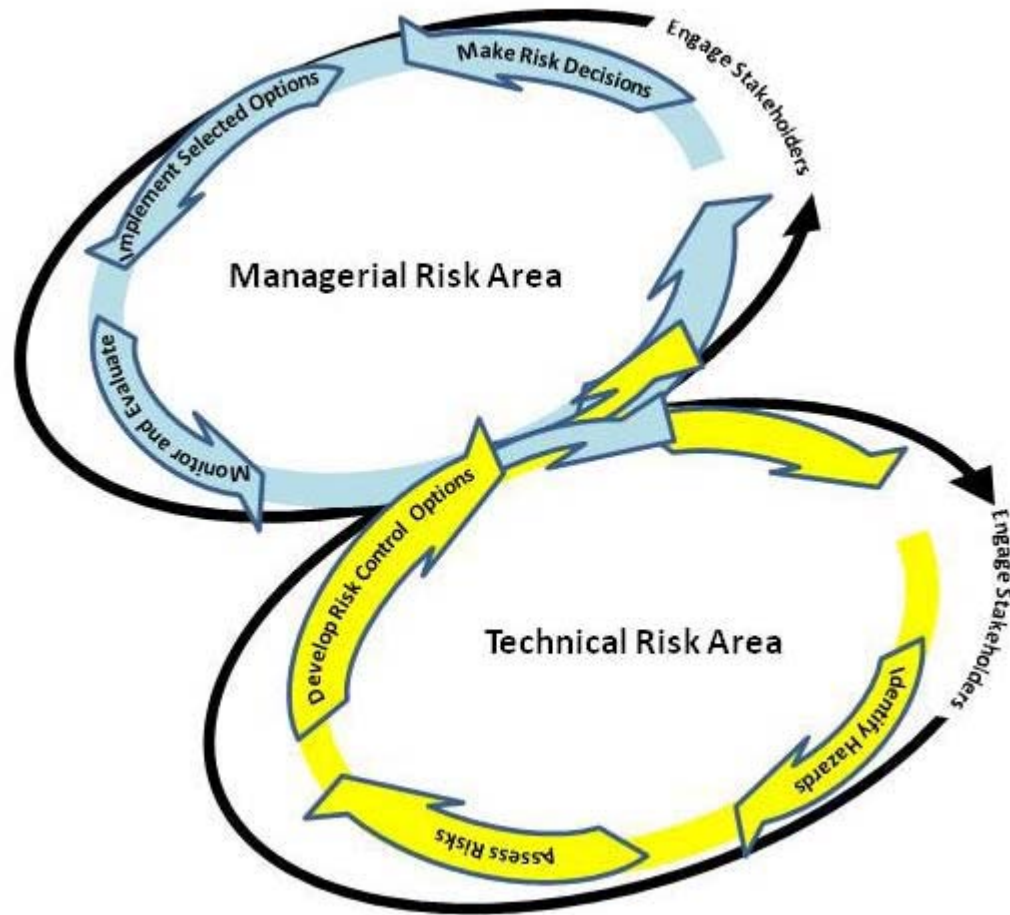 Engage Stakeholders
Make Risk Decisions
Implement Selected Options
Managerial Risk Area
Monitor and Evaluate
Develop Risk Control Options
Engage Stakeholders
Technical Risk Area
Identify Hazards
Assess Risks